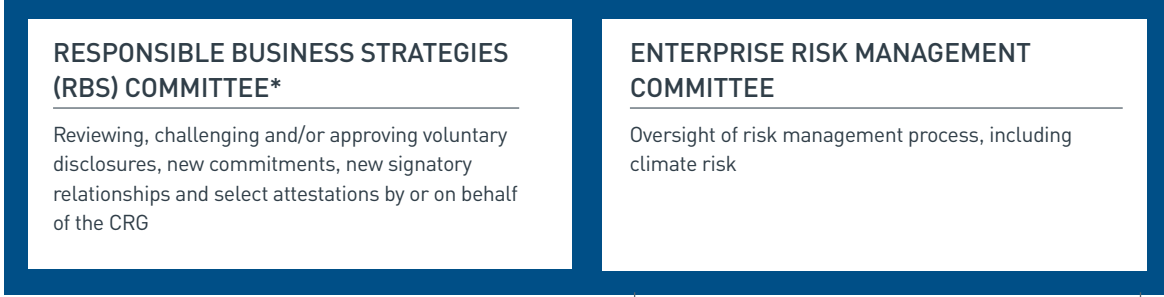 RESPONSIBLE BUSINESS STRATEGIES
(RBS) COMMITTEE*
Reviewing, challenging and/or approving voluntary
disclosures, new commitments, new signatory
relationships and select attestations by or on behalf
of the CRG
ENTERPRISE RISK MANAGEMENT
COMMITTEE
Oversight of risk management process, including
climate risk